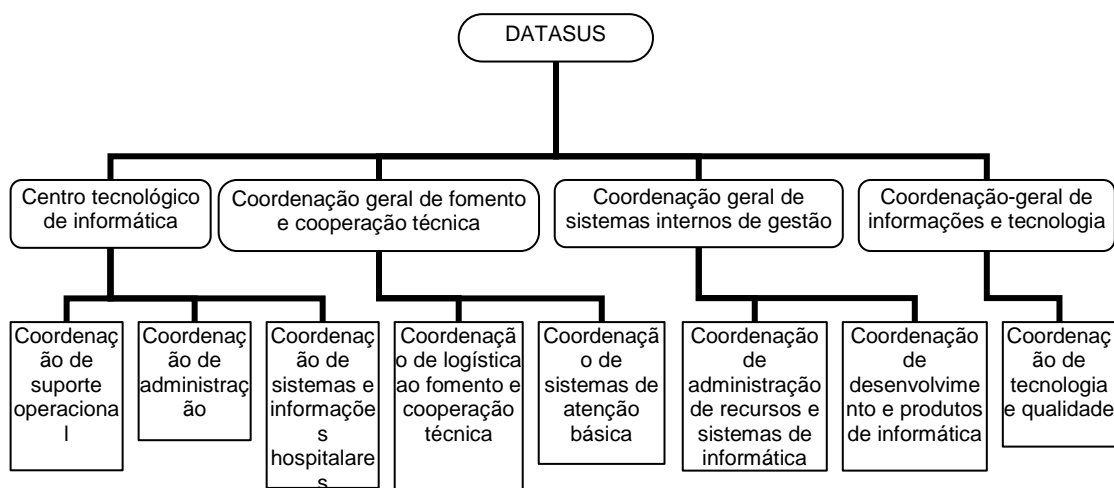 DATASUS
Centro tecnológico
de informática
Coordenação geral de fomento
e cooperação técnica
Coordenação geral de
sistemas internos de gestão
Coordenação-geral de
informações e tecnologia
Coordenaç
ão de
suporte
operaciona
l
Coordenaç
ão de
administraç
ão
Coordenaç
ão de
sistemas e
informaçõe
s
hospitalare
s
Coordenaçã
o de logística
ao fomento e
cooperação
técnica
Coordenaçã
o de
sistemas de
atenção
básica
Coordenação
de
administração
de recursos e
sistemas de
informática
Coordenação
de
desenvolvime
nto e produtos
de informática
Coordenaç
ão de
tecnologia
e qualidade